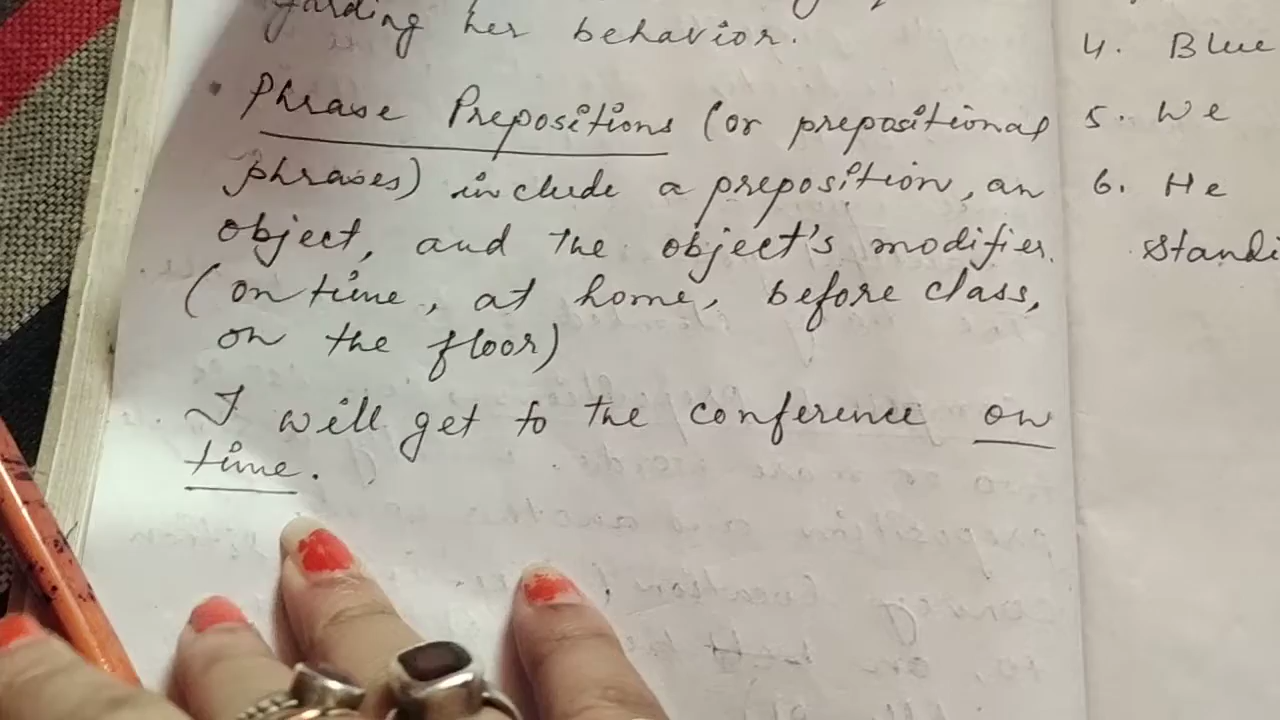 garding her behavior.
• Phrase Prepositions (or prepositional
phrases) include a preposition, an
object, and the object's modifier.
(on time, at home, before class,
on the floor)
I will get to the conference on
time.
4. Blue
5. We
6. He